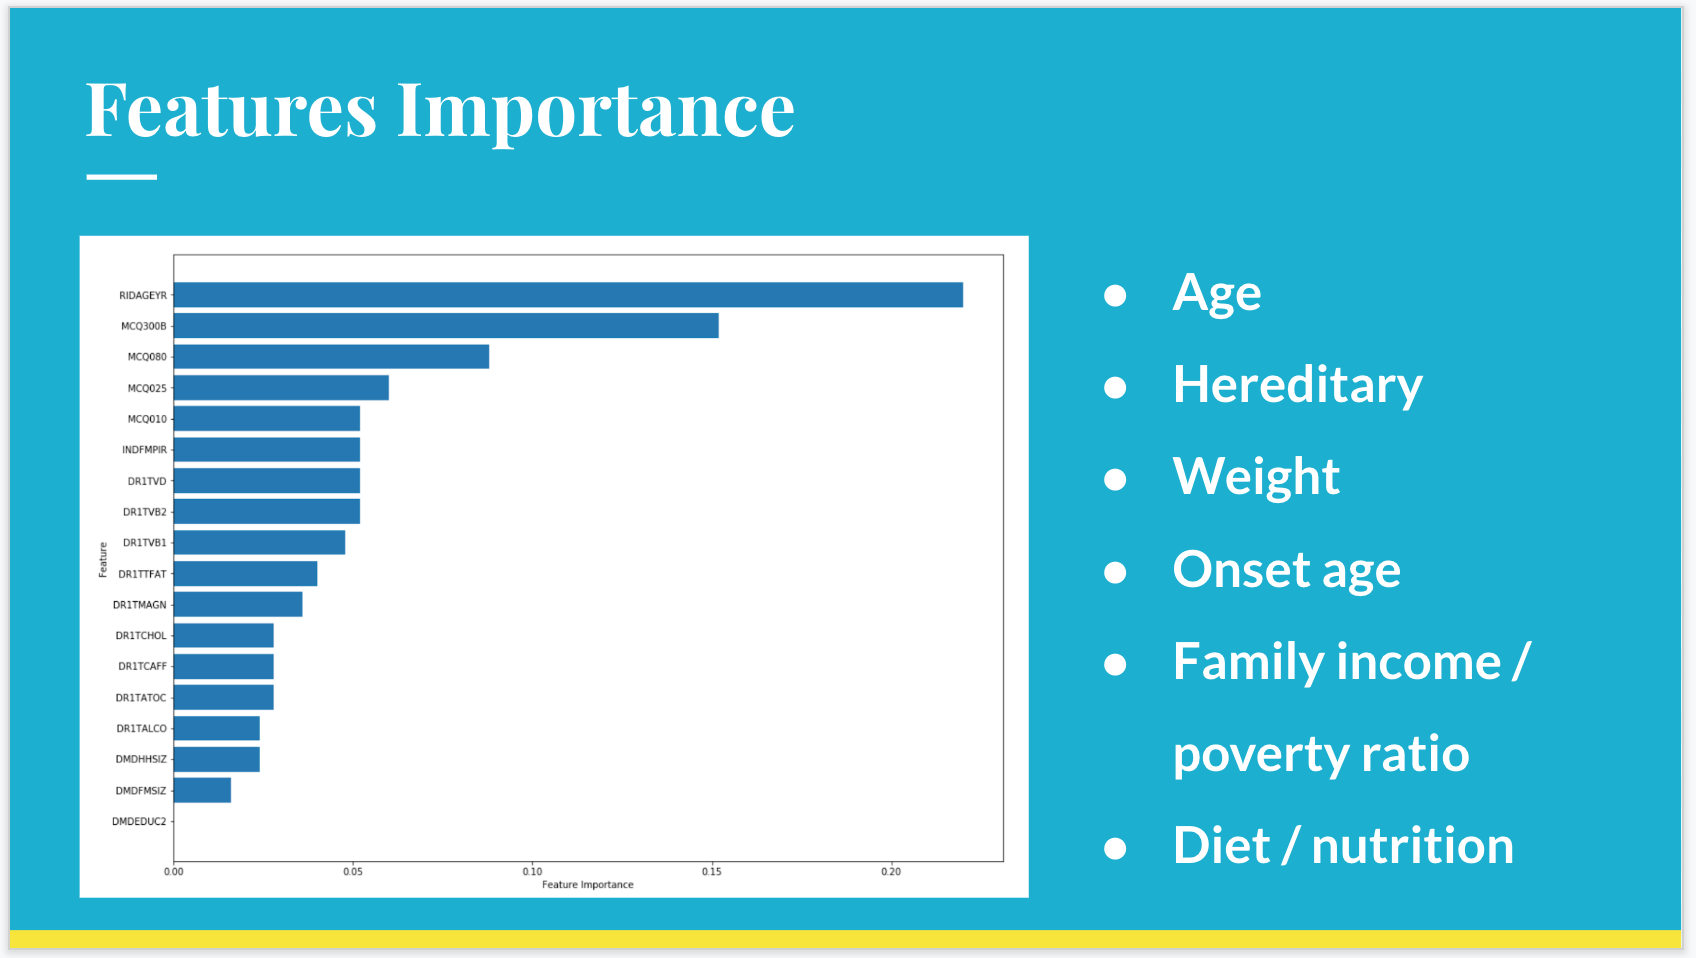 Features Importance
RIDAGEYR
MCQ300B
MCQ080
MCQ025
MCQ010
INDFMPIR
DR1TVD
DR1TVB2
DR1TVB1
DR1TTFAT
DR1TMAGN
DR1TCHOL
DR1TCAFF
DR1TATOC
DR1TALCO
DMDHHSIZ
DMDFMSIZ
DMDEDUC2
Feature
0.00 0.05 0.10 0.15 0.20
Feature Importance
● Age
● Hereditary
● Weight
● Onset age
● Family income /
poverty ratio
● Diet / nutrition